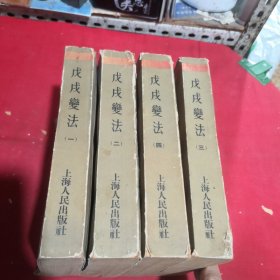 戊戌變法
(一)
上海人民出版社
戊戌變法
(二)
上海人民出版社
戊戌變法
(四)
上海人民出版社
戊戌變法
(三)
上海人民出版社